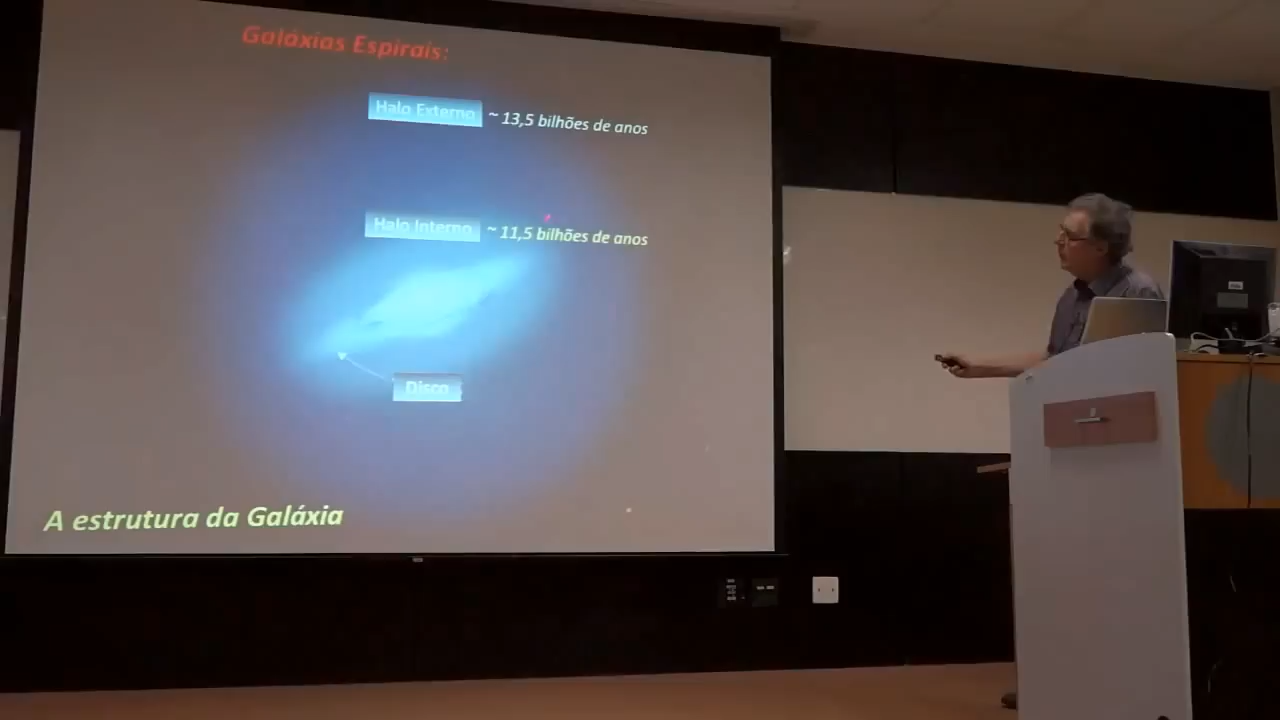 Galáxias Espirais:
Halo Externo ~ 13,5 bilhões de anos
Halo Interno ~ 11,5 bilhões de anos
Disco
A estrutura da Galáxia